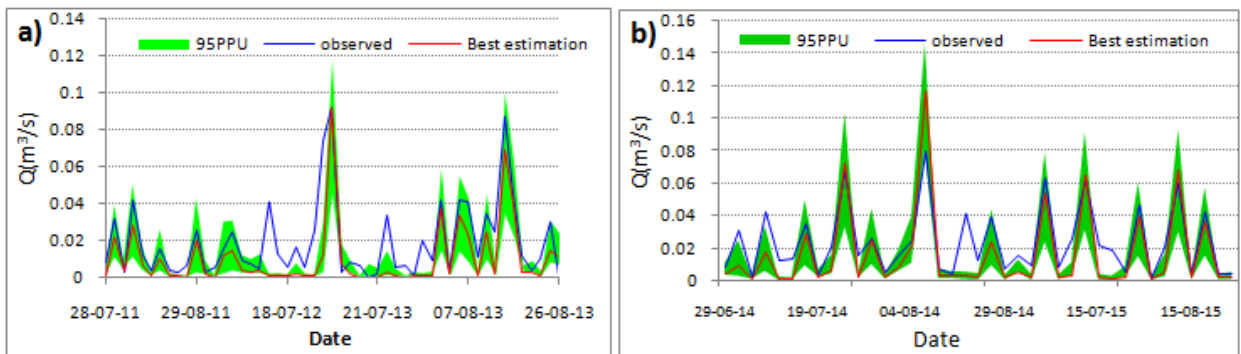 a)
0.14
95PPU observed Best estimation
0.12
0.1
0.08
0.06
0.04
0.02
0
Q(m³/s)
28-07-11 29-08-11 18-07-12 21-07-13 07-08-13 26-08-13
Date
b)
0.16
95PPU observed Best estimation
0.14
0.12
0.1
0.08
0.06
0.04
0.02
0
Q(m³/s)
29-06-14 19-07-14 04-08-14 29-08-14 15-07-15 15-08-15
Date